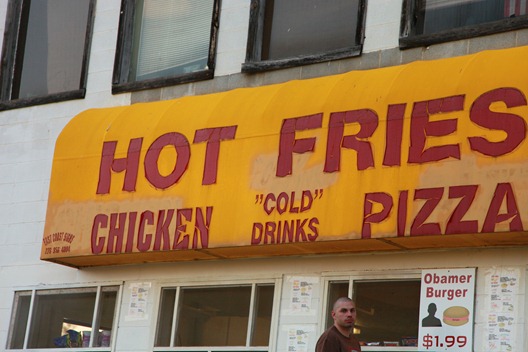 HOT FRIES
CHICKEN
"COLD"
DRINKS
PIZZA
Obamer
Burger
$1.99